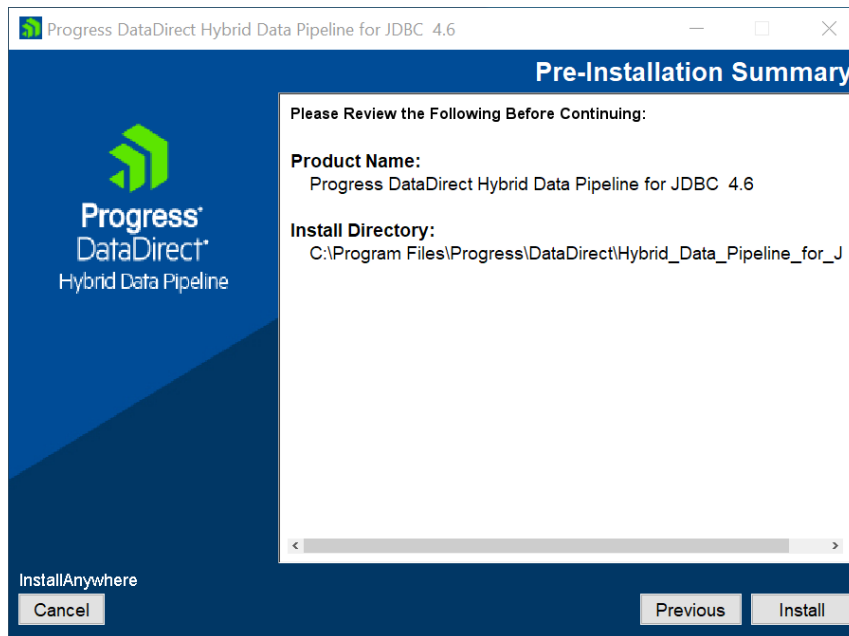 Progress DataDirect Hybrid Data Pipeline for JDBC 4.6
Pre-Installation Summary
Progress
DataDirect
Hybrid Data Pipeline
Please Review the Following Before Continuing:
Product Name:
Progress DataDirect Hybrid Data Pipeline for JDBC 4.6
Install Directory:
C:\Program Files\Progress\DataDirect\Hybrid_Data_Pipeline_for_J
InstallAnywhere
Cancel
Previous
Install